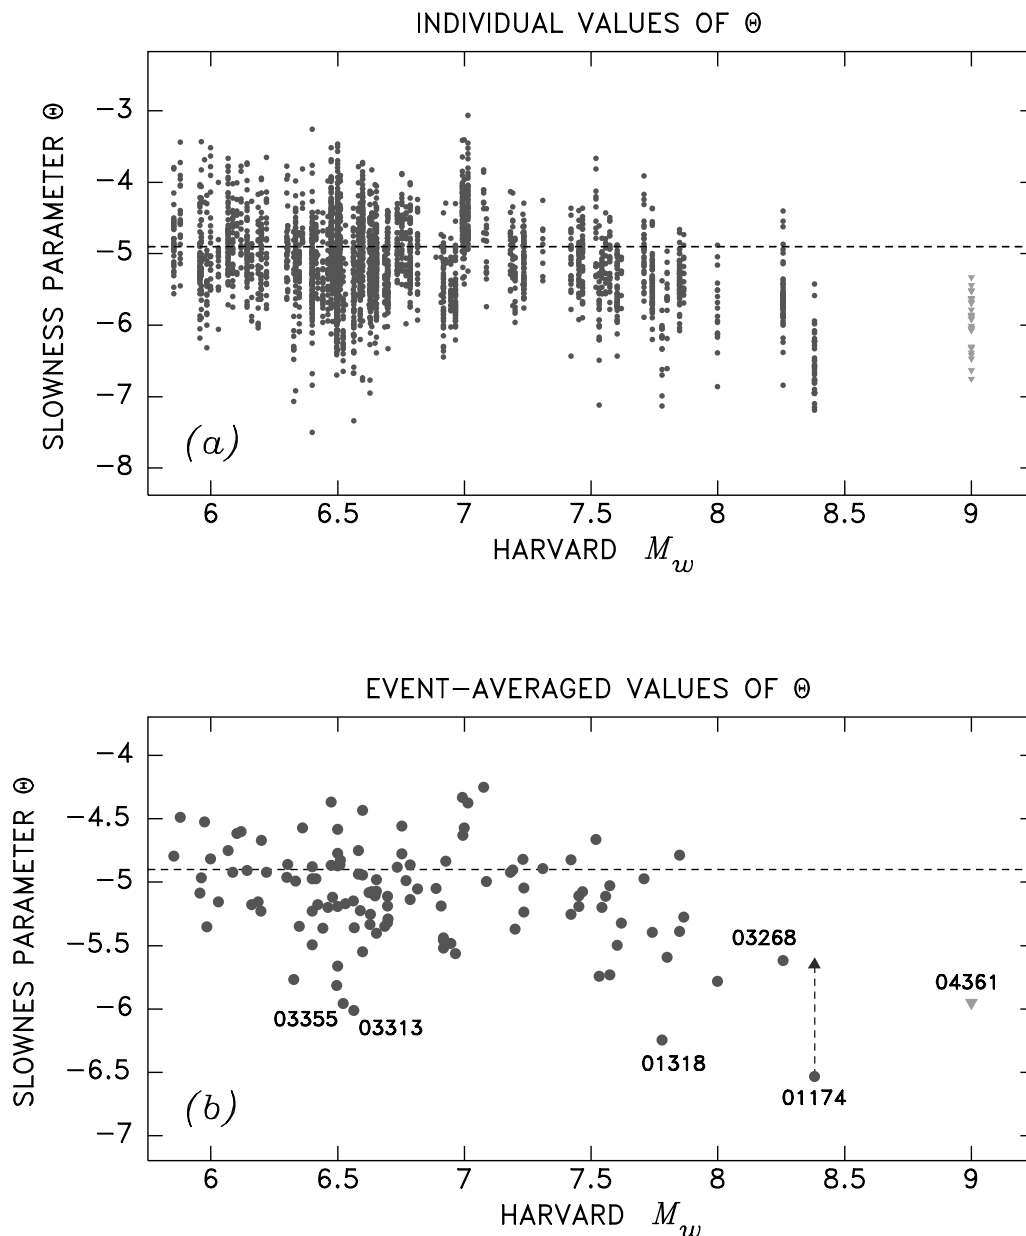 INDIVIDUAL VALUES OF Θ
SLOWNESS PARAMETER Θ
−3
−4
−5
−6
−7
−8
(a)
6 6.5 7 7.5 8 8.5 9
HARVARD Mw
EVENT−AVERAGED VALUES OF Θ
SLOWNES PARAMETER Θ
−4
−4.5
−5
−5.5
−6
−6.5
−7
03268
04361
03355
03313
01318
01174
(b)
6 6.5 7 7.5 8 8.5 9
HARVARD Mw